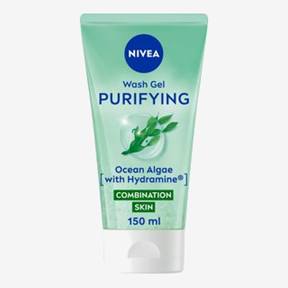 NIVEA
Wash Gel
PURIFYING
Ocean Algae
[with Hydramine®]
COMBINATION
SKIN
150 ml